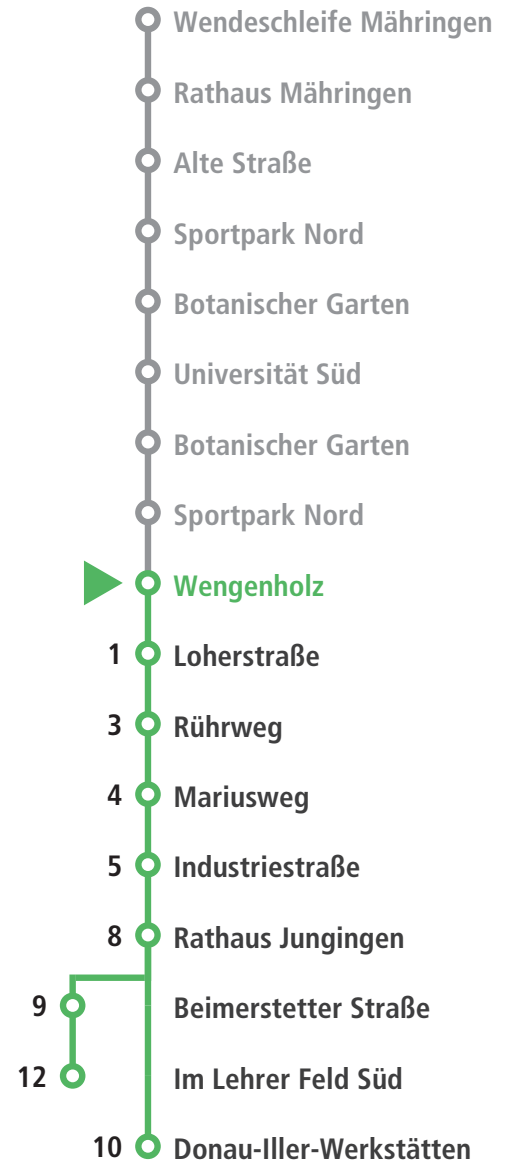 Wendeschleife Mähringen
Rathaus Mähringen
Alte Straße
Sportpark Nord
Botanischer Garten
Universität Süd
Botanischer Garten
Sportpark Nord
Wengenholz
1 Loherstraße
3 Rührweg
4 Mariusweg
5 Industriestraße
8 Rathaus Jungingen
9 Beimerstetter Straße
12 Im Lehrer Feld Süd
10 Donau-Iller-Werkstätten